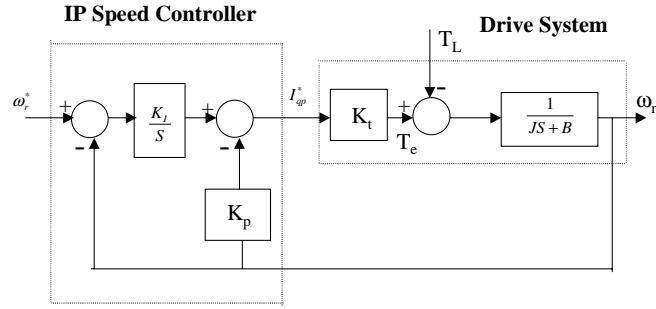 IP Speed Controller
Drive System
T_L
ω_r^*
+
-
K_I
S
+
-
I_qp^*
K_t
+
-
T_e
1
JS + B
ω_r
K_p